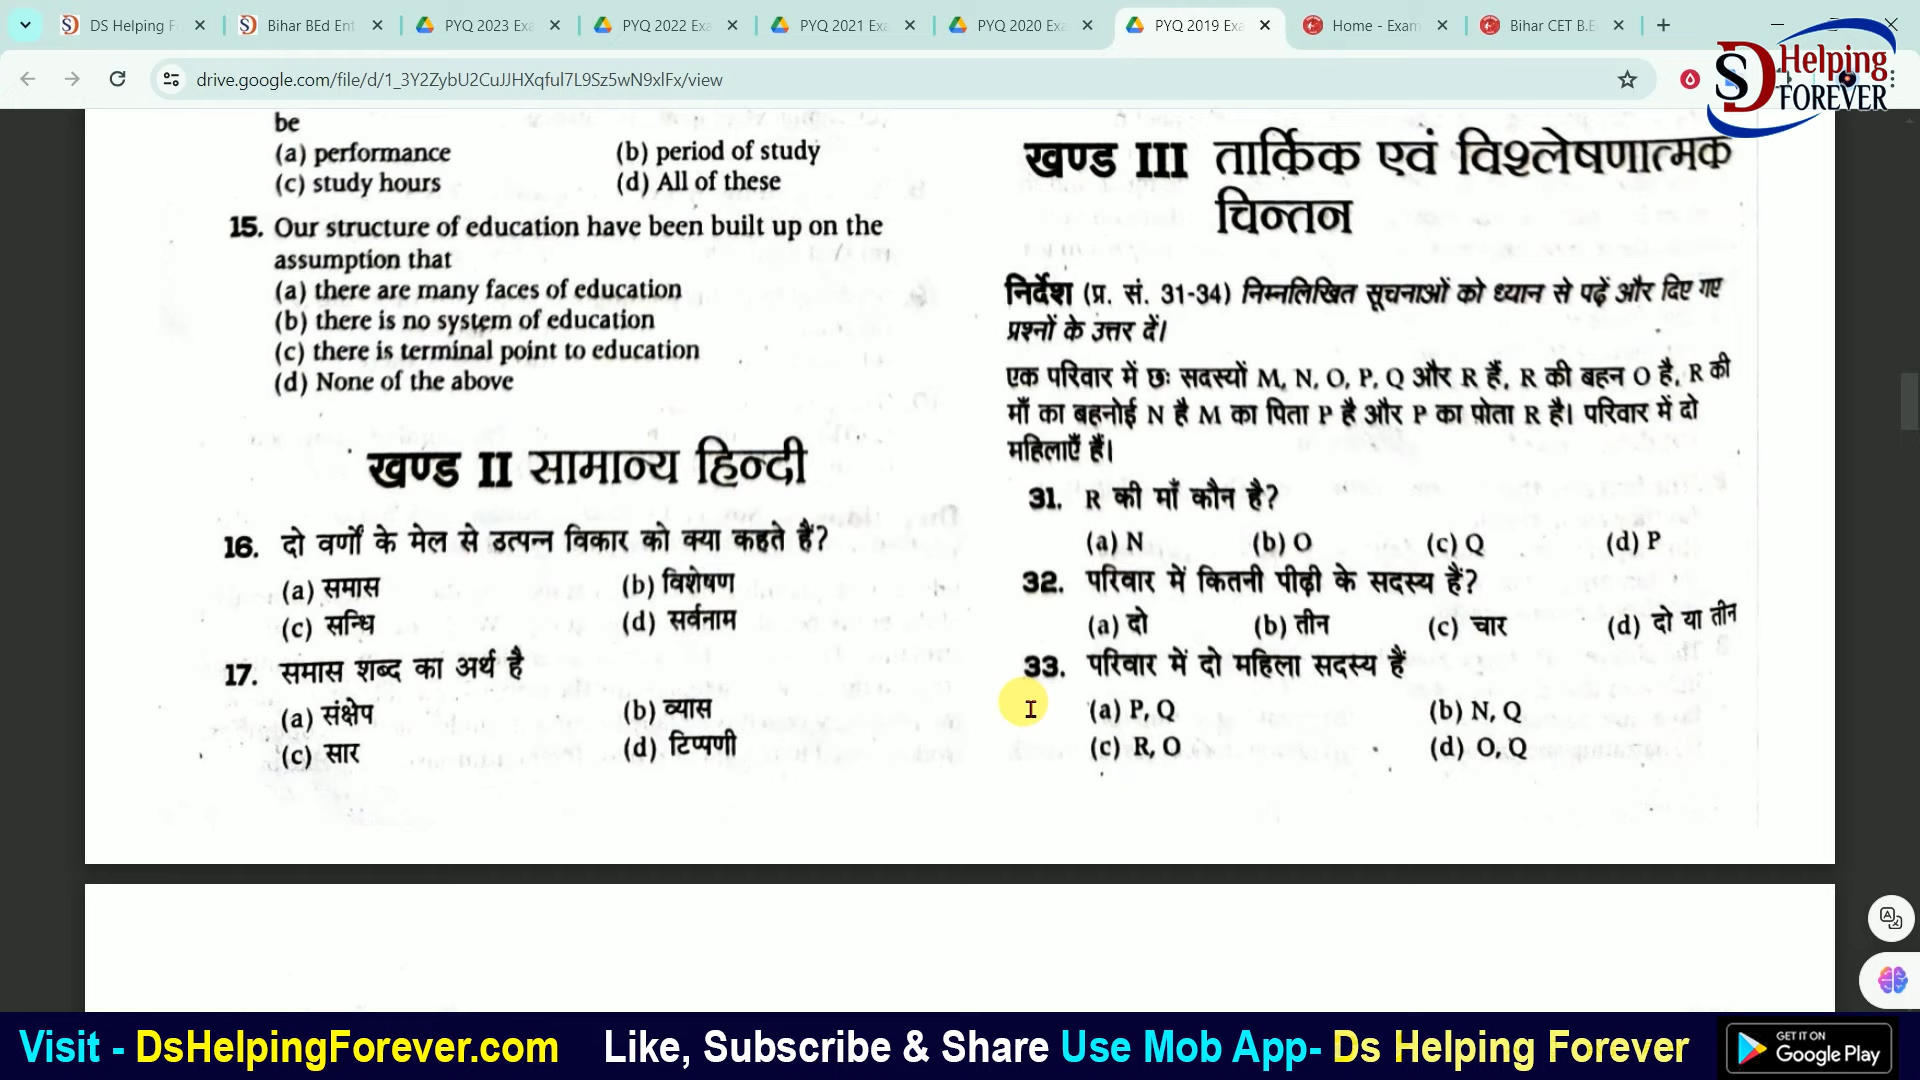 DS Helping F
Bihar BEd Ent
PYQ 2023 Exa
PYQ 2022 Exa
PYQ 2021 Exa
PYQ 2020 Exa
PYQ 2019 Exa
Home - Exam
Bihar CET B.E
drive.google.com/file/d/1_3Y2ZybU2CuJJHXqful7L9Sz5wN9xlFx/view
SD Helping
FOREVER
be
(a) performance (b) period of study
(c) study hours (d) All of these
15. Our structure of education have been built up on the
assumption that
(a) there are many faces of education
(b) there is no system of education
(c) there is terminal point to education
(d) None of the above
खण्ड II सामान्य हिन्दी
16. दो वर्णों के मेल से उत्पन्न विकार को क्या कहते हैं?
(a) समास (b) विशेषण
(c) सन्धि (d) सर्वनाम
17. समास शब्द का अर्थ है
(a) संक्षेप (b) व्यास
(c) सार (d) टिप्पणी
खण्ड III तार्किक एवं विश्लेषणात्मक
चिन्तन
निर्देश (प्र. सं. 31-34) निम्नलिखित सूचनाओं को ध्यान से पढ़ें और दिए गए
प्रश्नों के उत्तर दें।
एक परिवार में छः सदस्यों M, N, O, P, Q और R हैं, R की बहन O है, R की
माँ का बहनोई N है M का पिता P है और P का पोता R है। परिवार में दो
महिलाएँ हैं।
31. R की माँ कौन है?
(a) N (b) O (c) Q (d) P
32. परिवार में कितनी पीढ़ी के सदस्य हैं?
(a) दो (b) तीन (c) चार (d) दो या तीन
33. परिवार में दो महिला सदस्य हैं
(a) P, Q (b) N, Q
(c) R, O (d) O, Q
Visit - DsHelpingForever.com Like, Subscribe & Share Use Mob App- Ds Helping Forever
GET IT ON
Google Play